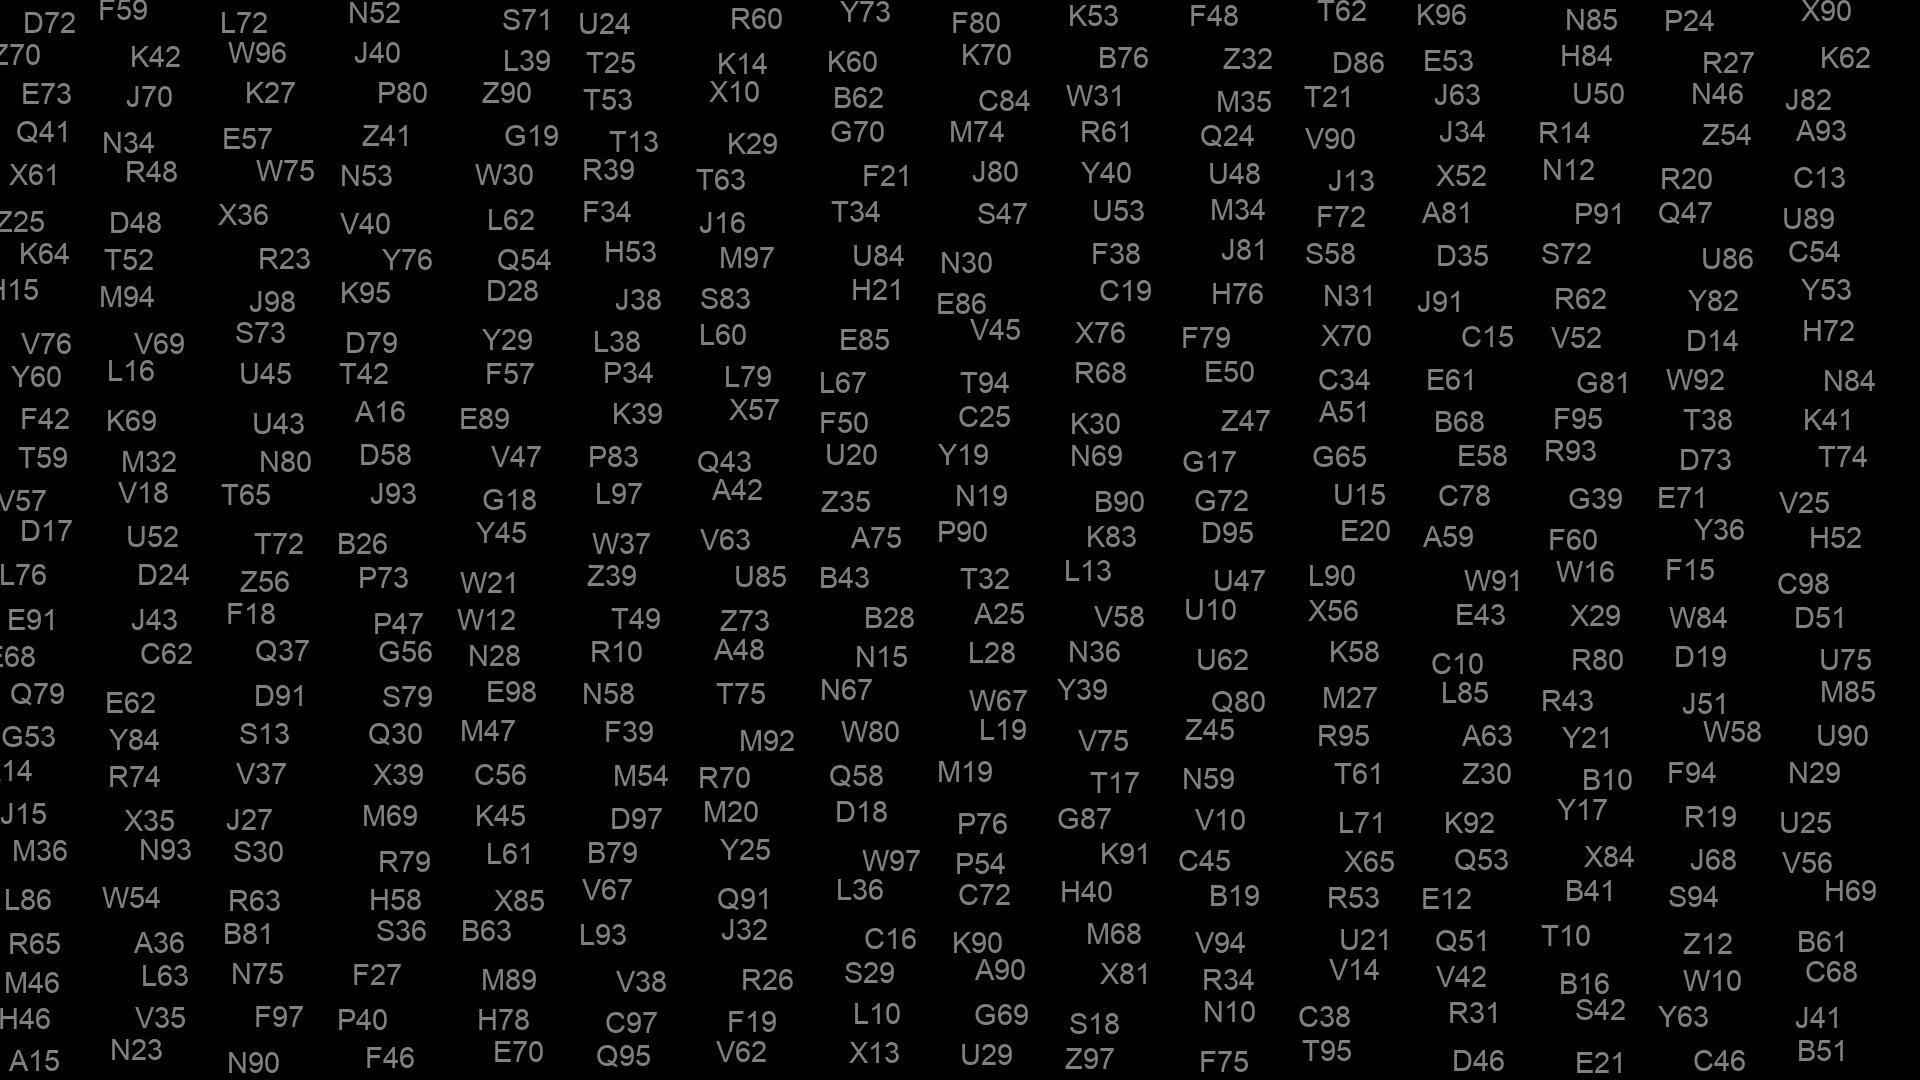 D72 F59 L72 N52 S71 U24 R60 Y73 F80 K53 F48 T62 K96 N85 P24 X90
Z70 K42 W96 J40 L39 T25 K14 K60 K70 B76 Z32 D86 E53 H84 R27 K62
E73 J70 K27 P80 Z90 T53 X10 B62 C84 W31 M35 T21 J63 U50 N46 J82
Q41 N34 E57 Z41 G19 T13 K29 G70 M74 R61 Q24 V90 J34 R14 Z54 A93
X61 R48 W75 N53 W30 R39 T63 F21 J80 Y40 U48 J13 X52 N12 R20 C13
Z25 D48 X36 V40 L62 F34 J16 T34 S47 U53 M34 F72 A81 P91 Q47 U89
K64 T52 R23 Y76 Q54 H53 M97 U84 N30 F38 J81 S58 D35 S72 U86 C54
H15 M94 J98 K95 D28 J38 S83 H21 E86 C19 H76 N31 J91 R62 Y82 Y53
V76 V69 S73 D79 Y29 L38 L60 E85 V45 X76 F79 X70 C15 V52 D14 H72
Y60 L16 U45 T42 F57 P34 L79 L67 T94 R68 E50 C34 E61 G81 W92 N84
F42 K69 U43 A16 E89 K39 X57 F50 C25 K30 Z47 A51 B68 F95 T38 K41
T59 M32 N80 D58 V47 P83 Q43 U20 Y19 N69 G17 G65 E58 R93 D73 T74
V57 V18 T65 J93 G18 L97 A42 Z35 N19 B90 G72 U15 C78 G39 E71 V25
D17 U52 T72 B26 Y45 W37 V63 A75 P90 K83 D95 E20 A59 F60 Y36 H52
L76 D24 Z56 P73 W21 Z39 U85 B43 T32 L13 U47 L90 W91 W16 F15 C98
E91 J43 F18 P47 W12 T49 Z73 B28 A25 V58 U10 X56 E43 X29 W84 D51
E68 C62 Q37 G56 N28 R10 A48 N15 L28 N36 U62 K58 C10 R80 D19 U75
Q79 E62 D91 S79 E98 N58 T75 N67 W67 Y39 Q80 M27 L85 R43 J51 M85
G53 Y84 S13 Q30 M47 F39 M92 W80 L19 V75 Z45 R95 A63 Y21 W58 U90
14 R74 V37 X39 C56 M54 R70 Q58 M19 T17 N59 T61 Z30 B10 F94 N29
J15 X35 J27 M69 K45 D97 M20 D18 P76 G87 V10 L71 K92 Y17 R19 U25
M36 N93 S30 R79 L61 B79 Y25 W97 P54 K91 C45 X65 Q53 X84 J68 V56
L86 W54 R63 H58 X85 V67 Q91 L36 C72 H40 B19 R53 E12 B41 S94 H69
R65 A36 B81 S36 B63 L93 J32 C16 K90 M68 V94 U21 Q51 T10 Z12 B61
M46 L63 N75 F27 M89 V38 R26 S29 A90 X81 R34 V14 V42 B16 W10 C68
H46 V35 F97 P40 H78 C97 F19 L10 G69 S18 N10 C38 R31 S42 Y63 J41
A15 N23 N90 F46 E70 Q95 V62 X13 U29 Z97 F75 T95 D46 E21 C46 B51